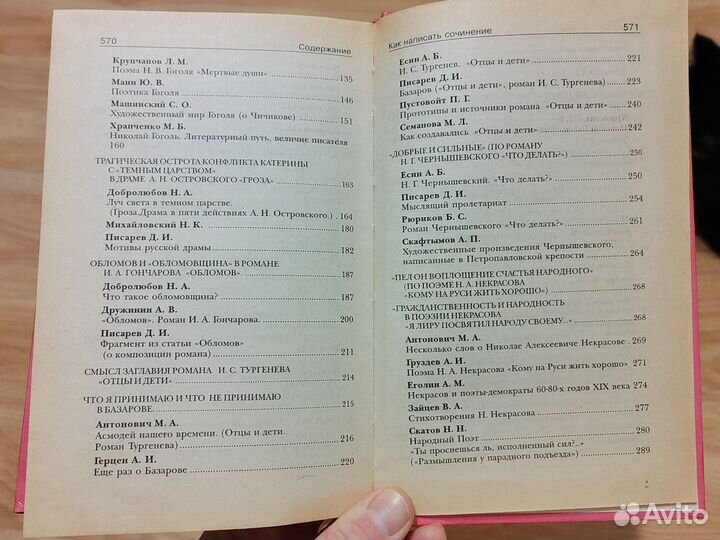 570
Содержание
Крупчанов Л. М.
Поэма Н. В. Гоголя «Мертвые души» 135
Манн Ю. В.
Поэтика Гоголя 146
Машинский С. О.
Художественный мир Гоголя (о Чичикове) 151
Храпченко М. Б.
Николай Гоголь. Литературный путь, величие писателя
160
ТРАГИЧЕСКАЯ ОСТРОТА КОНФЛИКТА КАТЕРИНЫ
С «ТЕМНЫМ ЦАРСТВОМ»
В ДРАМЕ А. Н. ОСТРОВСКОГО «ГРОЗА» 163
Добролюбов Н. А.
Луч света в темном царстве.
(Гроза.Драма в пяти действиях А. Н. Островского.) 164
Михайловский Н. К. 180
Писарев Д. И.
Мотивы русской драмы 182
ОБЛОМОВ И «ОБЛОМОВЩИНА» В РОМАНЕ
И. А. ГОНЧАРОВА «ОБЛОМОВ» 187
Добролюбов Н. А.
Что такое обломовщина? 187
Дружинин А. В.
«Обломов». Роман И. А. Гончарова. 200
Писарев Д. И.
Фрагмент из статьи «Обломов»
(о композиции романа) 211
СМЫСЛ ЗАГЛАВИЯ РОМАНА И. С. ТУРГЕНЕВА
«ОТЦЫ И ДЕТИ» 214
ЧТО Я ПРИНИМАЮ И ЧТО НЕ ПРИНИМАЮ
В БАЗАРОВЕ. 215
Антонович М. А.
Асмодей нашего времени. (Отцы и дети.
Роман Тургенева) 216
Герцен А. И.
Еще раз о Базарове 220
Как написать сочинение
571
Есин А. Б.
И. С. Тургенев. «Отцы и дети» 221
Писарев Д. И.
Базаров («Отцы и дети», роман И. С. Тургенева) 223
Пустовойт П. Г.
Прототипы и источники романа «Отцы и дети» 240
Семанова М. Л.
Как создавались «Отцы и дети» 242
«ДОБРЫЕ И СИЛЬНЫЕ» (ПО РОМАНУ
Н. Г. ЧЕРНЫШЕВСКОГО «ЧТО ДЕЛАТЬ?») 250
Есин А. Б.
Н. Г. Чернышевский. «Что делать?» 250
Писарев Д. И.
Мыслящий пролетариат 254
Рюриков Б. С.
Роман Чернышевского «Что делать?» 261
Скафтымов А. П.
Художественные произведения Чернышевского,
написанные в Петропавловской крепости 264
«ПЕЛ ОН ВОПЛОЩЕНИЕ СЧАСТЬЯ НАРОДНОГО»
(ПО ПОЭМЕ Н. А. НЕКРАСОВА
«КОМУ НА РУСИ ЖИТЬ ХОРОШО») 268
«ГРАЖДАНСТВЕННОСТЬ И НАРОДНОСТЬ
В ПОЭЗИИ НЕКРАСОВА
«Я ЛИРУ ПОСВЯТИЛ НАРОДУ СВОЕМУ...» 268
Антонович М. А.
Несколько слово о Николае Алексеевиче Некрасове 268
Груздев А. И.
Поэма Н. А. Некрасова «Кому на Руси жить хорошо» 271
Еголин А. М.
Некрасов и поэты-демократы 60-80-х годов XIX века 274
Зайцев В. А.
Стихотворения Н. Некрасова 277
Скатов Н. Н.
Народный Поэт
«Ты проснешься ль, исполненный сил?..»
(«Размышления у парадного подъезда») 289
Avito